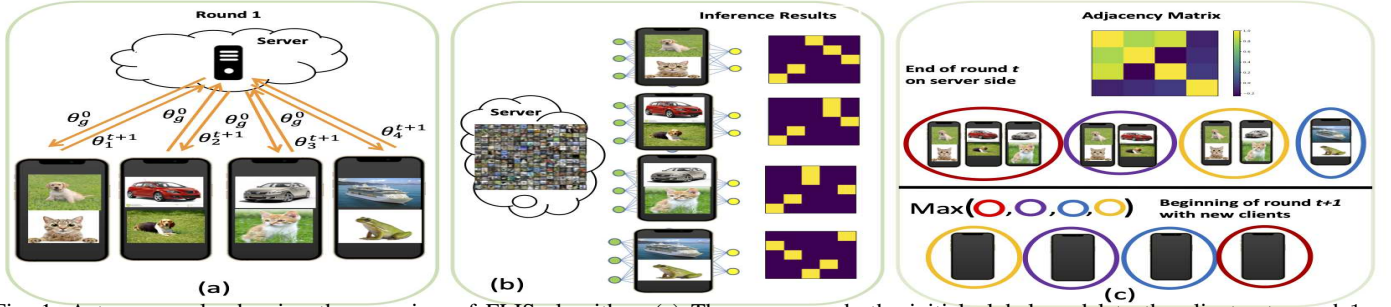 Round 1
Server
θ_g^0
θ_1^{t+1}
θ_g^0
θ_2^{t+1}
θ_g^0
θ_g^0
θ_3^{t+1}
θ_4^{t+1}
(a)
Inference Results
Server
(b)
Adjacency Matrix
End of round t
on server side
Max( , , , )
Beginning of round t+1
with new clients
(c)